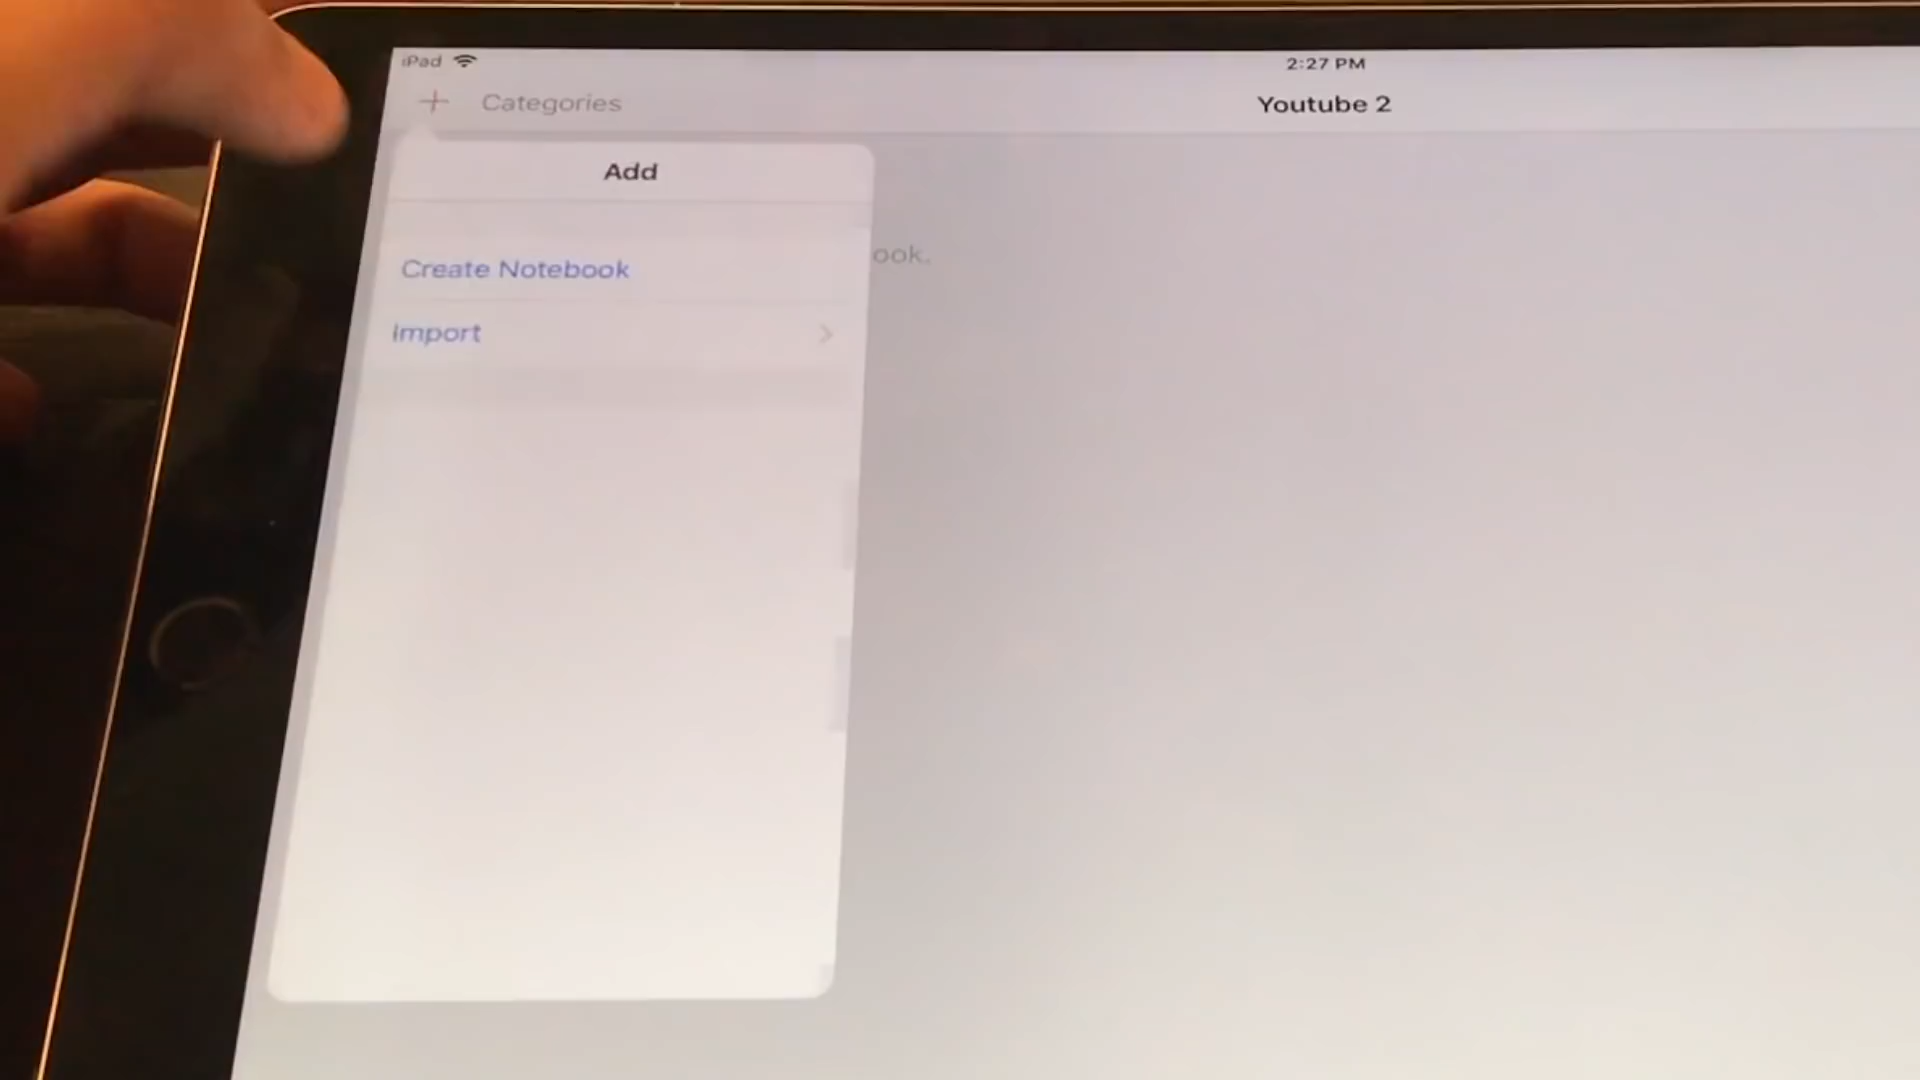 iPad 2:27 PM
+ Categories Youtube 2
Add
Create Notebook
ook.
Import >